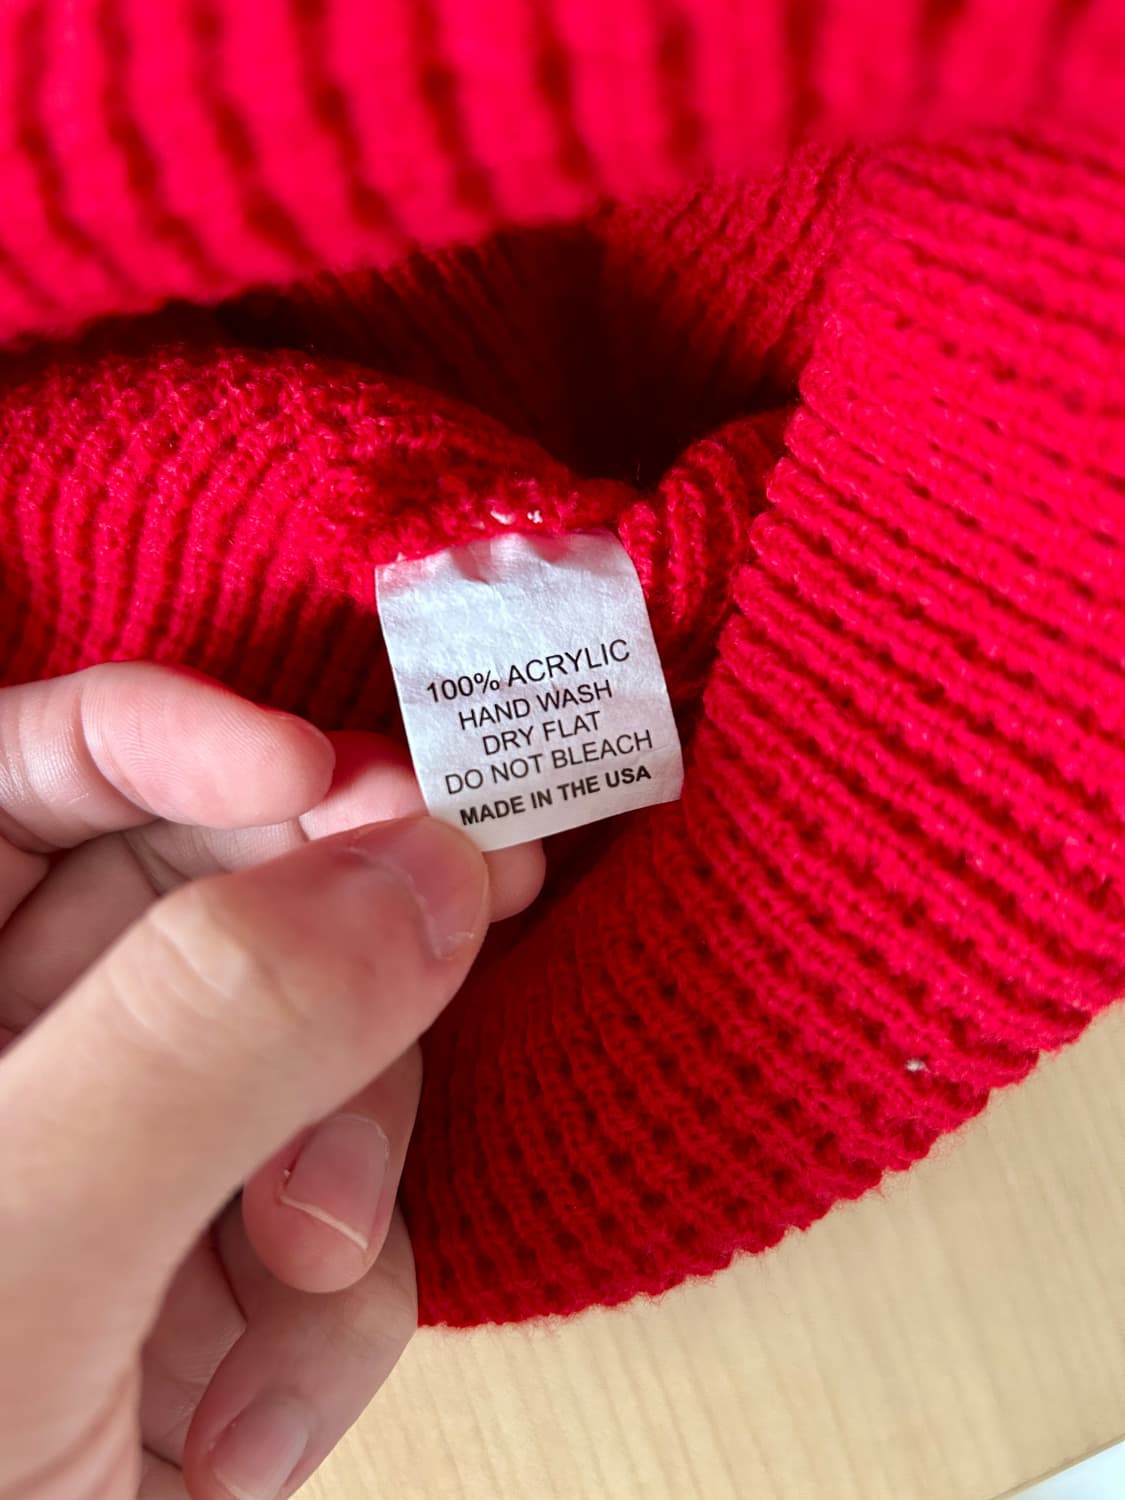 100% ACRYLIC
HAND WASH
DRY FLAT
DO NOT BLEACH
MADE IN THE USA